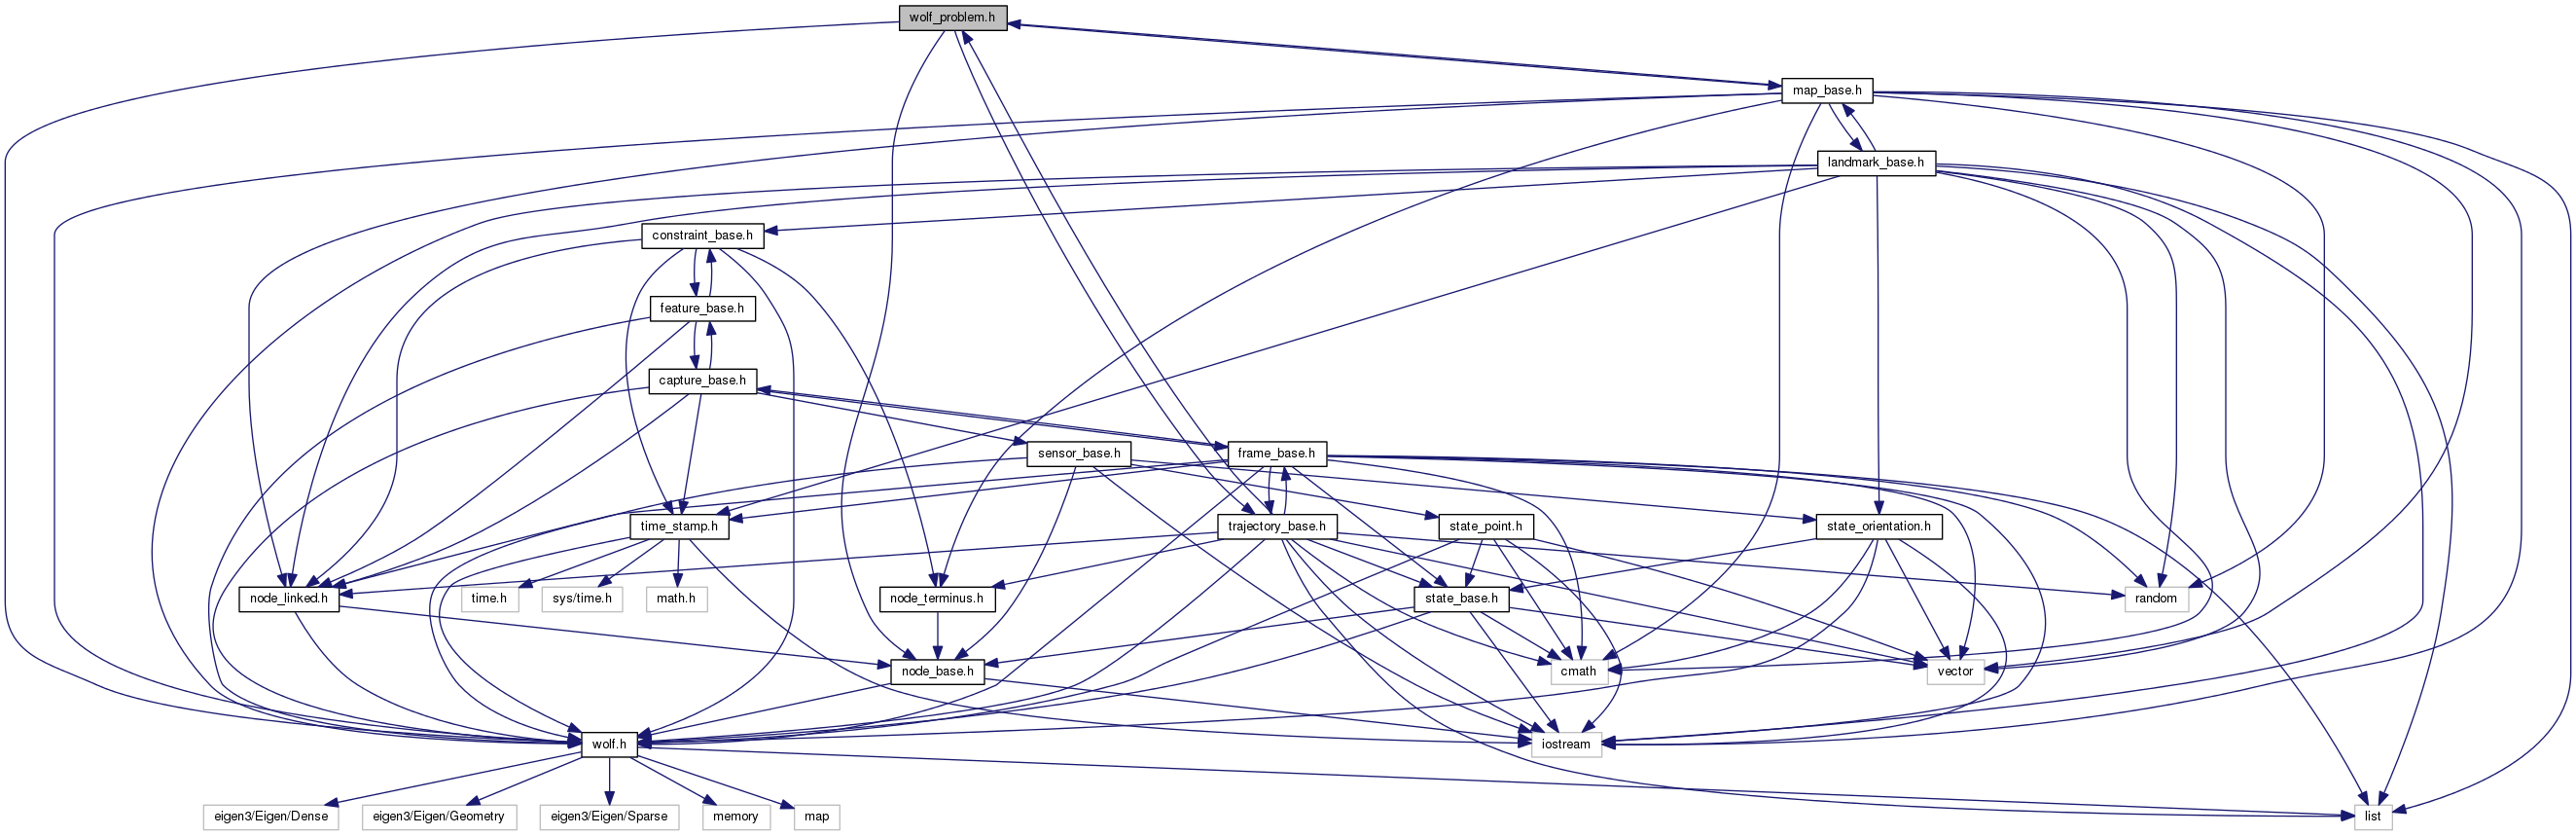 wolf_problem.h
map_base.h
landmark_base.h
constraint_base.h
feature_base.h
capture_base.h
sensor_base.h
frame_base.h
time_stamp.h
trajectory_base.h
state_point.h
state_orientation.h
node_linked.h
time.h
sys/time.h
math.h
node_terminus.h
state_base.h
random
node_base.h
cmath
vector
wolf.h
iostream
eigen3/Eigen/Dense
eigen3/Eigen/Geometry
eigen3/Eigen/Sparse
memory
map
list